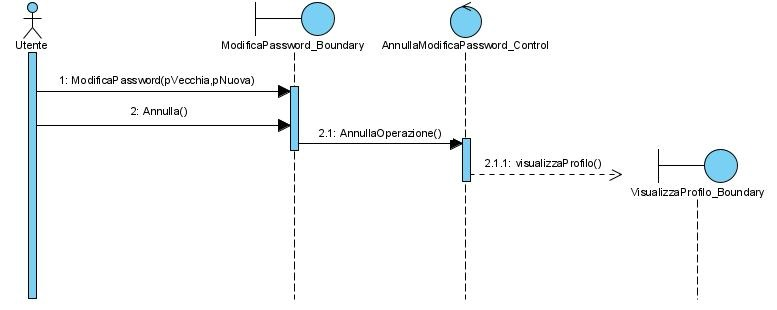 Utente
ModificaPassword_Boundary
AnnullaModificaPassword_Control
1: ModificaPassword(pVecchia,pNuova)
2: Annulla()
2.1: AnnullaOperazione()
2.1.1: visualizzaProfilo()
VisualizzaProfilo_Boundary